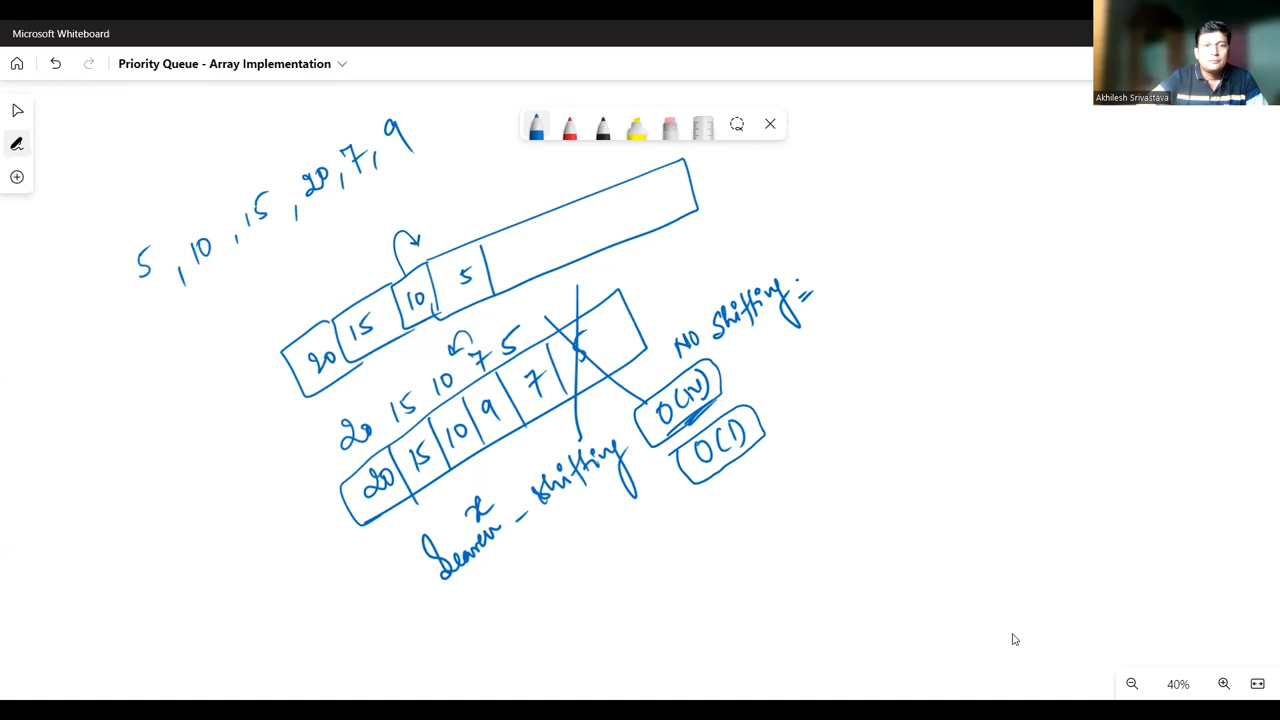 Microsoft Whiteboard
Priority Queue - Array Implementation
Akhilesh Srivastava
5, 10, 15, 20, 7, 9
20 15 10 5
20 15 10 7 5
20 15 10 9 7 5
No shifting
O(N)
O(1)
x
Search - shifting
40%